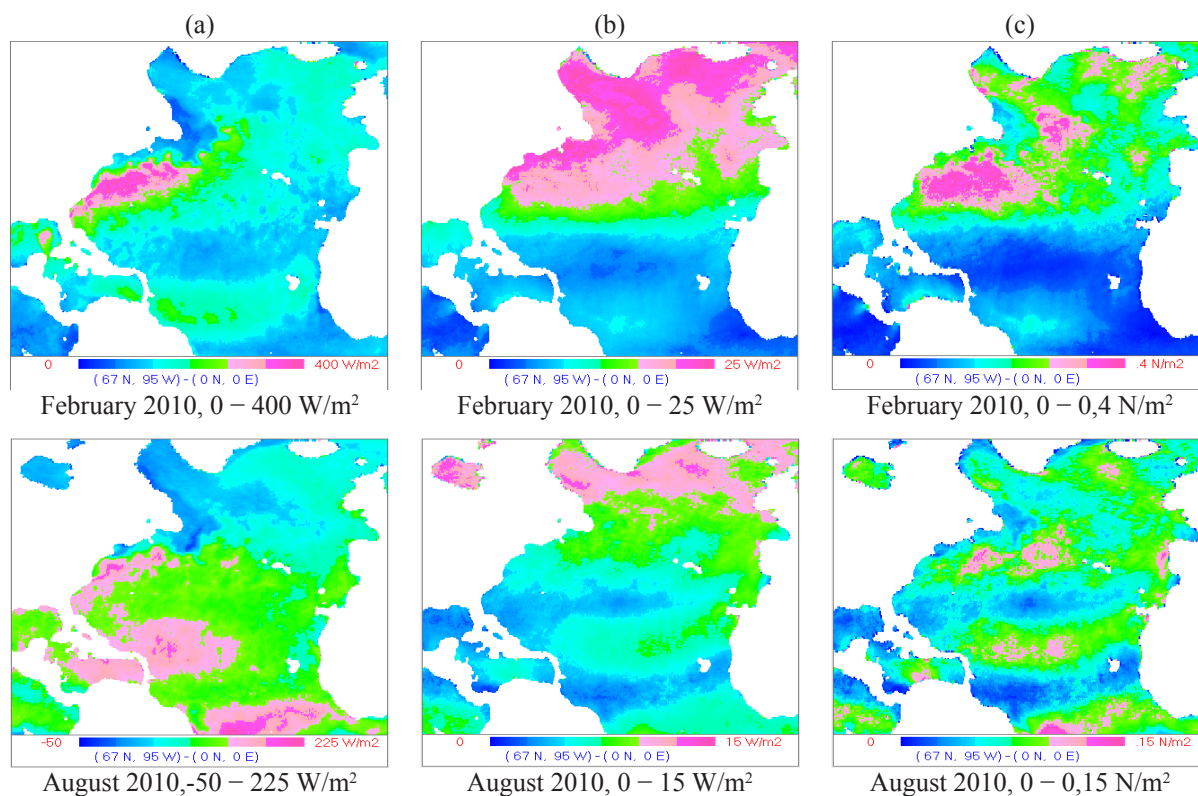 (a) (b) (c)
0 400 W/m2 0 25 W/m2 0 .4 N/m2
(67 N, 95 W)-(0 N, 0 E) (67 N, 95 W)-(0 N, 0 E) (67 N, 95 W)-(0 N, 0 E)
February 2010, 0 − 400 W/m² February 2010, 0 − 25 W/m² February 2010, 0 − 0,4 N/m²
-50 225 W/m2 0 15 W/m2 0 .15 N/m2
(67 N, 95 W)-(0 N, 0 E) (67 N, 95 W)-(0 N, 0 E) (67 N, 95 W)-(0 N, 0 E)
August 2010,-50 − 225 W/m² August 2010, 0 − 15 W/m² August 2010, 0 − 0,15 N/m²